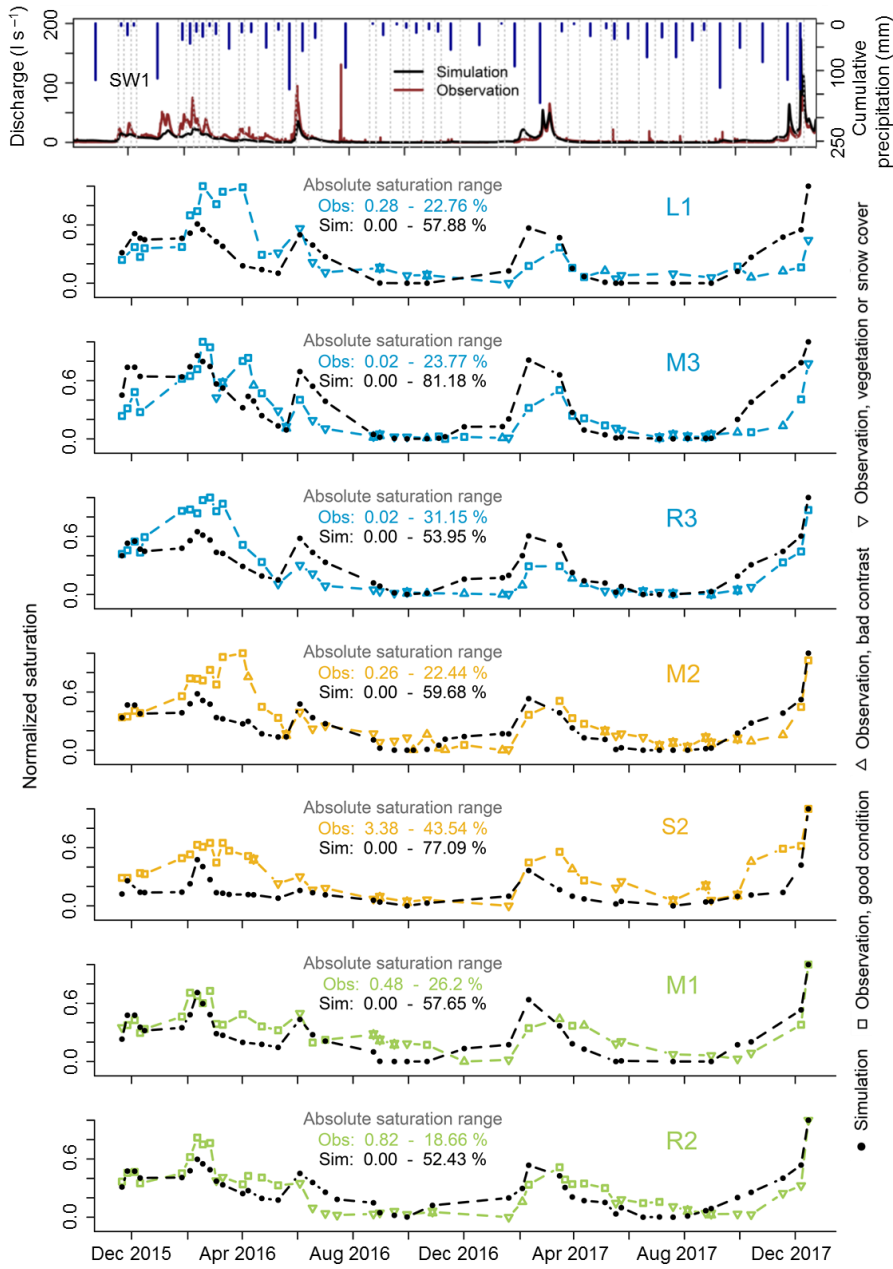 Discharge (l s⁻¹)
0
100
200
SW1
Simulation
Observation
0
100
250
Cumulative
precipitation (mm)
Normalized saturation
Absolute saturation range
Obs: 0.28 - 22.76 %
Sim: 0.00 - 57.88 %
L1
0.6
0.0
Absolute saturation range
Obs: 0.02 - 23.77 %
Sim: 0.00 - 81.18 %
M3
0.6
0.0
Absolute saturation range
Obs: 0.02 - 31.15 %
Sim: 0.00 - 53.95 %
R3
0.6
0.0
Absolute saturation range
Obs: 0.26 - 22.44 %
Sim: 0.00 - 59.68 %
M2
0.6
0.0
Absolute saturation range
Obs: 3.38 - 43.54 %
Sim: 0.00 - 77.09 %
S2
0.6
0.0
Absolute saturation range
Obs: 0.48 - 26.2 %
Sim: 0.00 - 57.65 %
M1
0.6
0.0
Absolute saturation range
Obs: 0.82 - 18.66 %
Sim: 0.00 - 52.43 %
R2
0.6
0.0
Dec 2015 Apr 2016 Aug 2016 Dec 2016 Apr 2017 Aug 2017 Dec 2017
● Simulation □ Observation, good condition △ Observation, bad contrast ▽ Observation, vegetation or snow cover